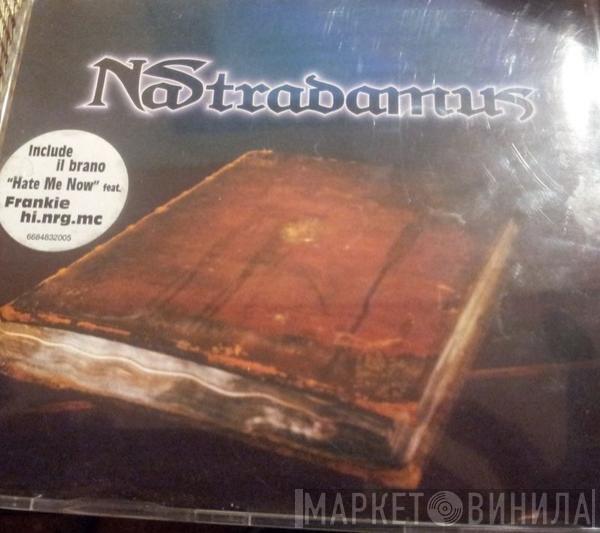 NaStradamus
Include
il brano
"Hate Me Now" feat.
Frankie
hi.nrg.mc
6684832005
МАРКЕТ ВИНИЛА